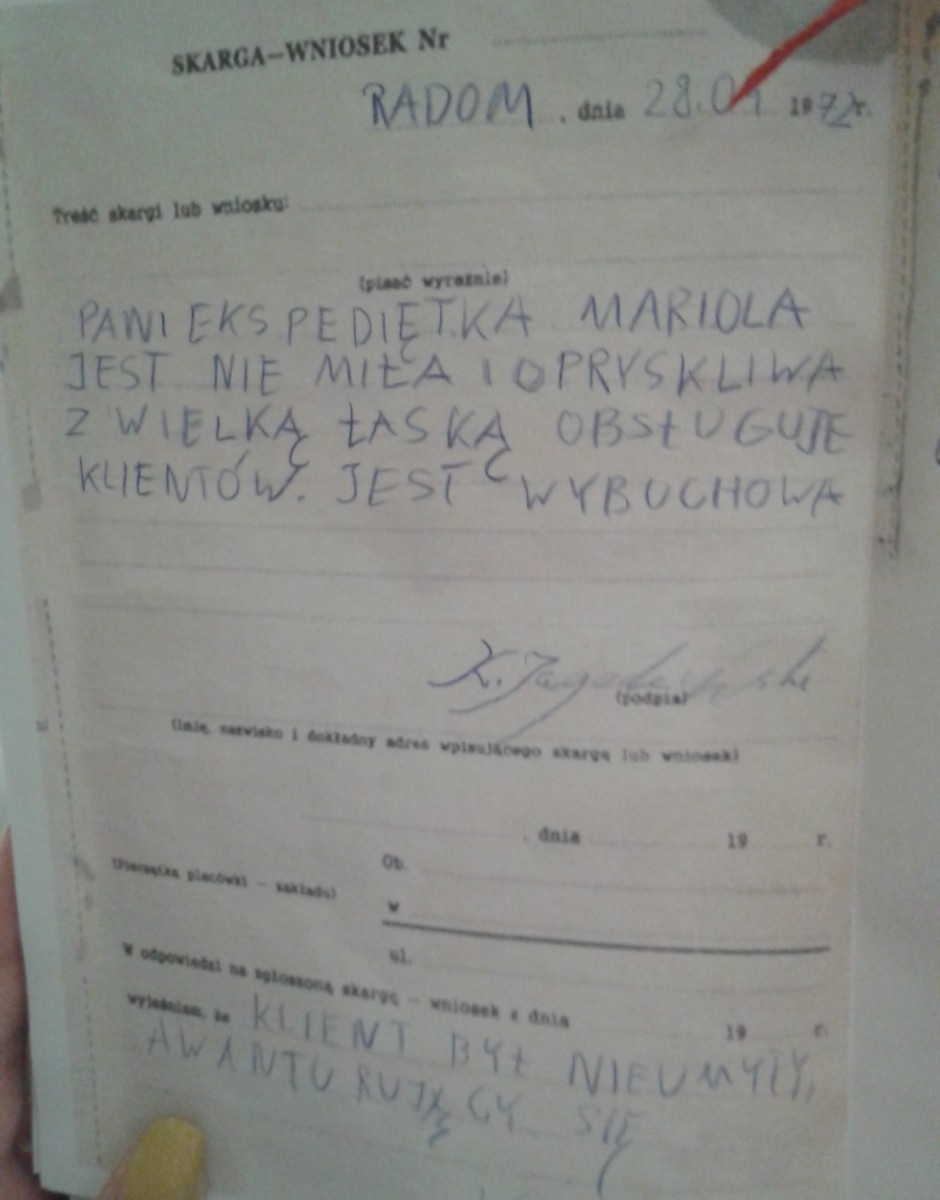 SKARGA-WNIOSEK Nr
RADOM, dnia 28.01 1972r.
Treść skargi lub wniosku:
(pisać wyraźnie)
PANI EKSPEDIĘTKA MARIOLA
JEST NIE MIŁA I OPRYSKLIWA
Z WIELKĄ ŁASKĄ OBSŁUGUJE
KLIENTÓW. JEST WYBUCHOWA
K.
(podpis)
(imię, nazwisko i dokładny adres wpisującego skargę lub wniosek)
, dnia 19 r.
Ob.
(Pieczątka placówki - zakładu)
w
ul.
W odpowiedzi na zgłoszoną skargę - wniosek z dnia 19 r.
wyjaśniam, że KLIENT BYŁ NIEUMYTY,
AWANTURUJĄCY SIĘ